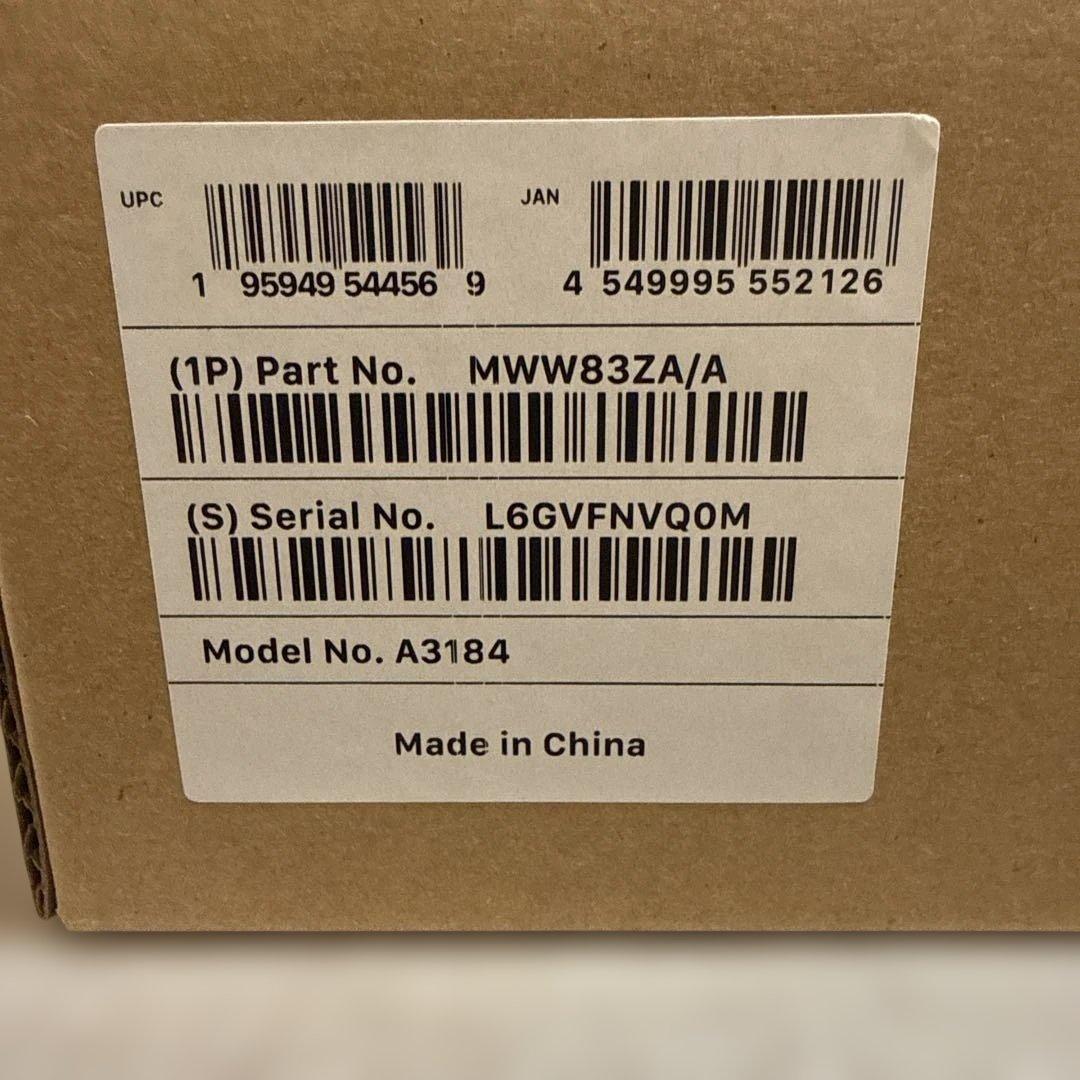 UPC
1 95949 54456 9
JAN
4 549995 552126
(1P) Part No. MWW83ZA/A
(S) Serial No. L6GVFNVQ0M
Model No. A3184
Made in China